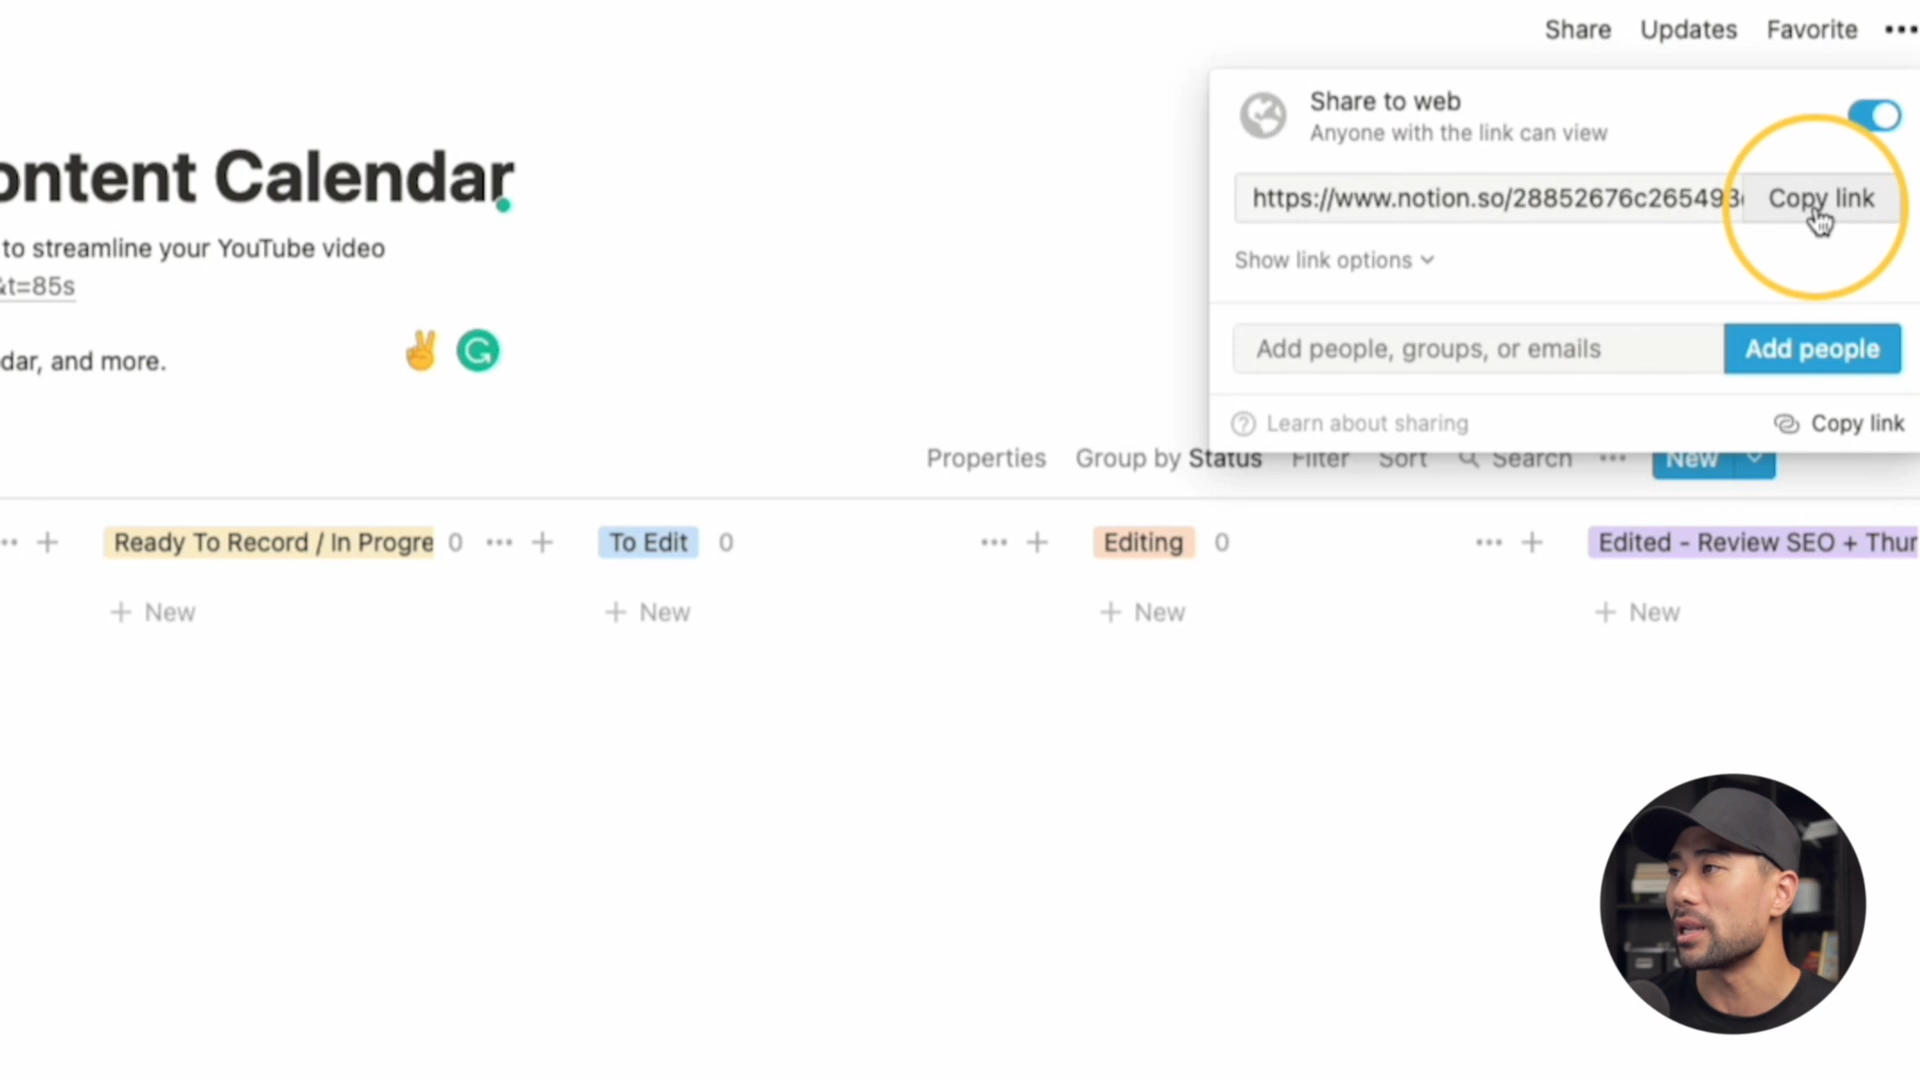 Share Updates Favorite
Share to web
Anyone with the link can view
ontent Calendar
https://www.notion.so/28852676c265493 Copy link
to streamline your YouTube video
Show link options
&t=85s
Add people, groups, or emails Add people
dar, and more.
Learn about sharing Copy link
Properties Group by Status Filter Sort Search ••• New
••• + Ready To Record / In Progre 0 ••• + To Edit 0 ••• + Editing 0 ••• + Edited - Review SEO + Thur
+ New + New + New + New